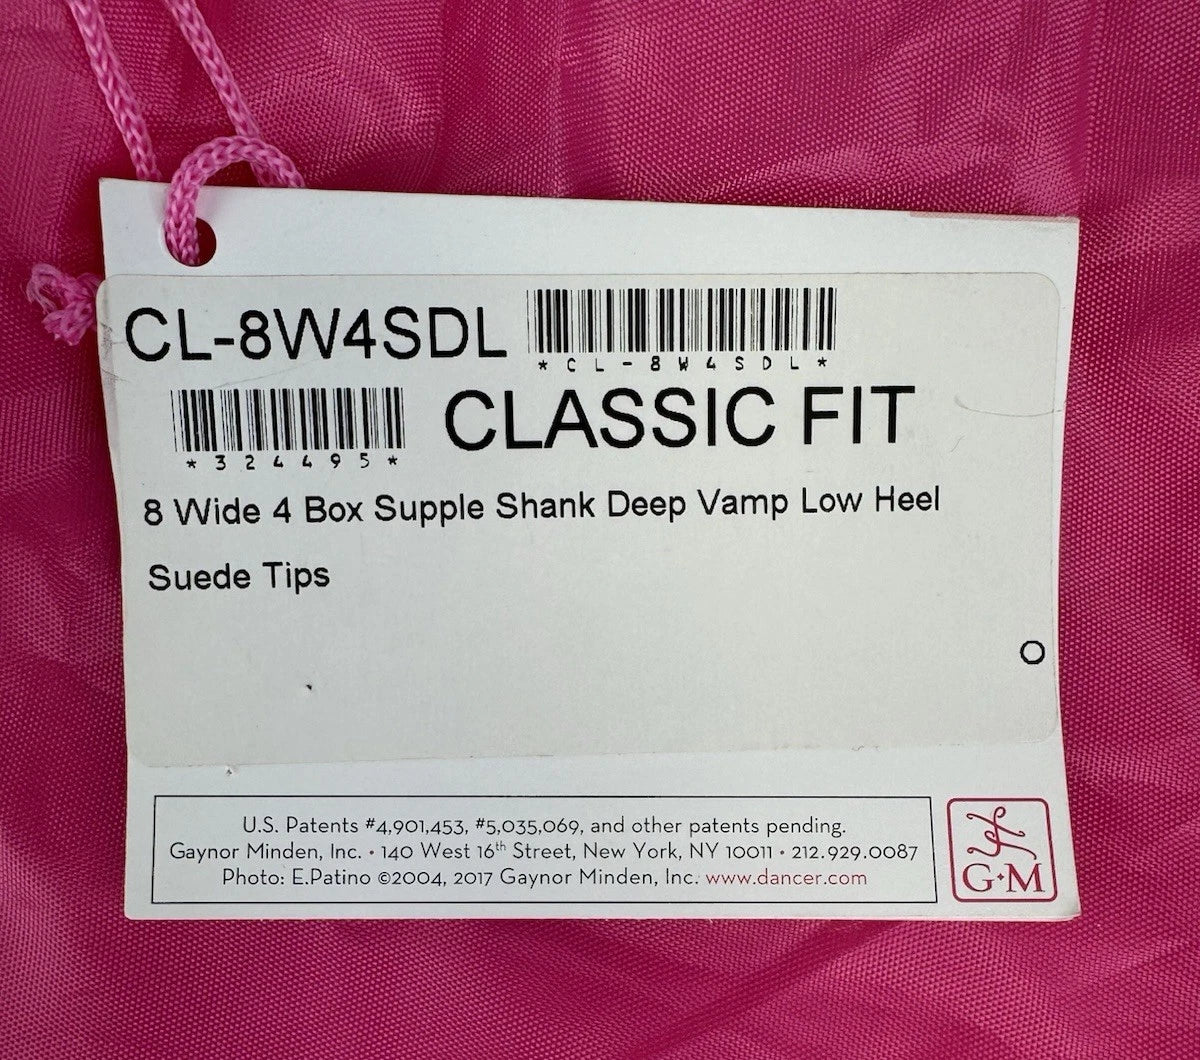 CL-8W4SDL
*CL-8W4SDL*
*324495*
CLASSIC FIT
8 Wide 4 Box Supple Shank Deep Vamp Low Heel
Suede Tips
O
U.S. Patents #4,901,453, #5,035,069, and other patents pending.
Gaynor Minden, Inc. • 140 West 16th Street, New York, NY 10011 • 212.929.0087
Photo: E.Patino ©2004, 2017 Gaynor Minden, Inc. www.dancer.com
G•M